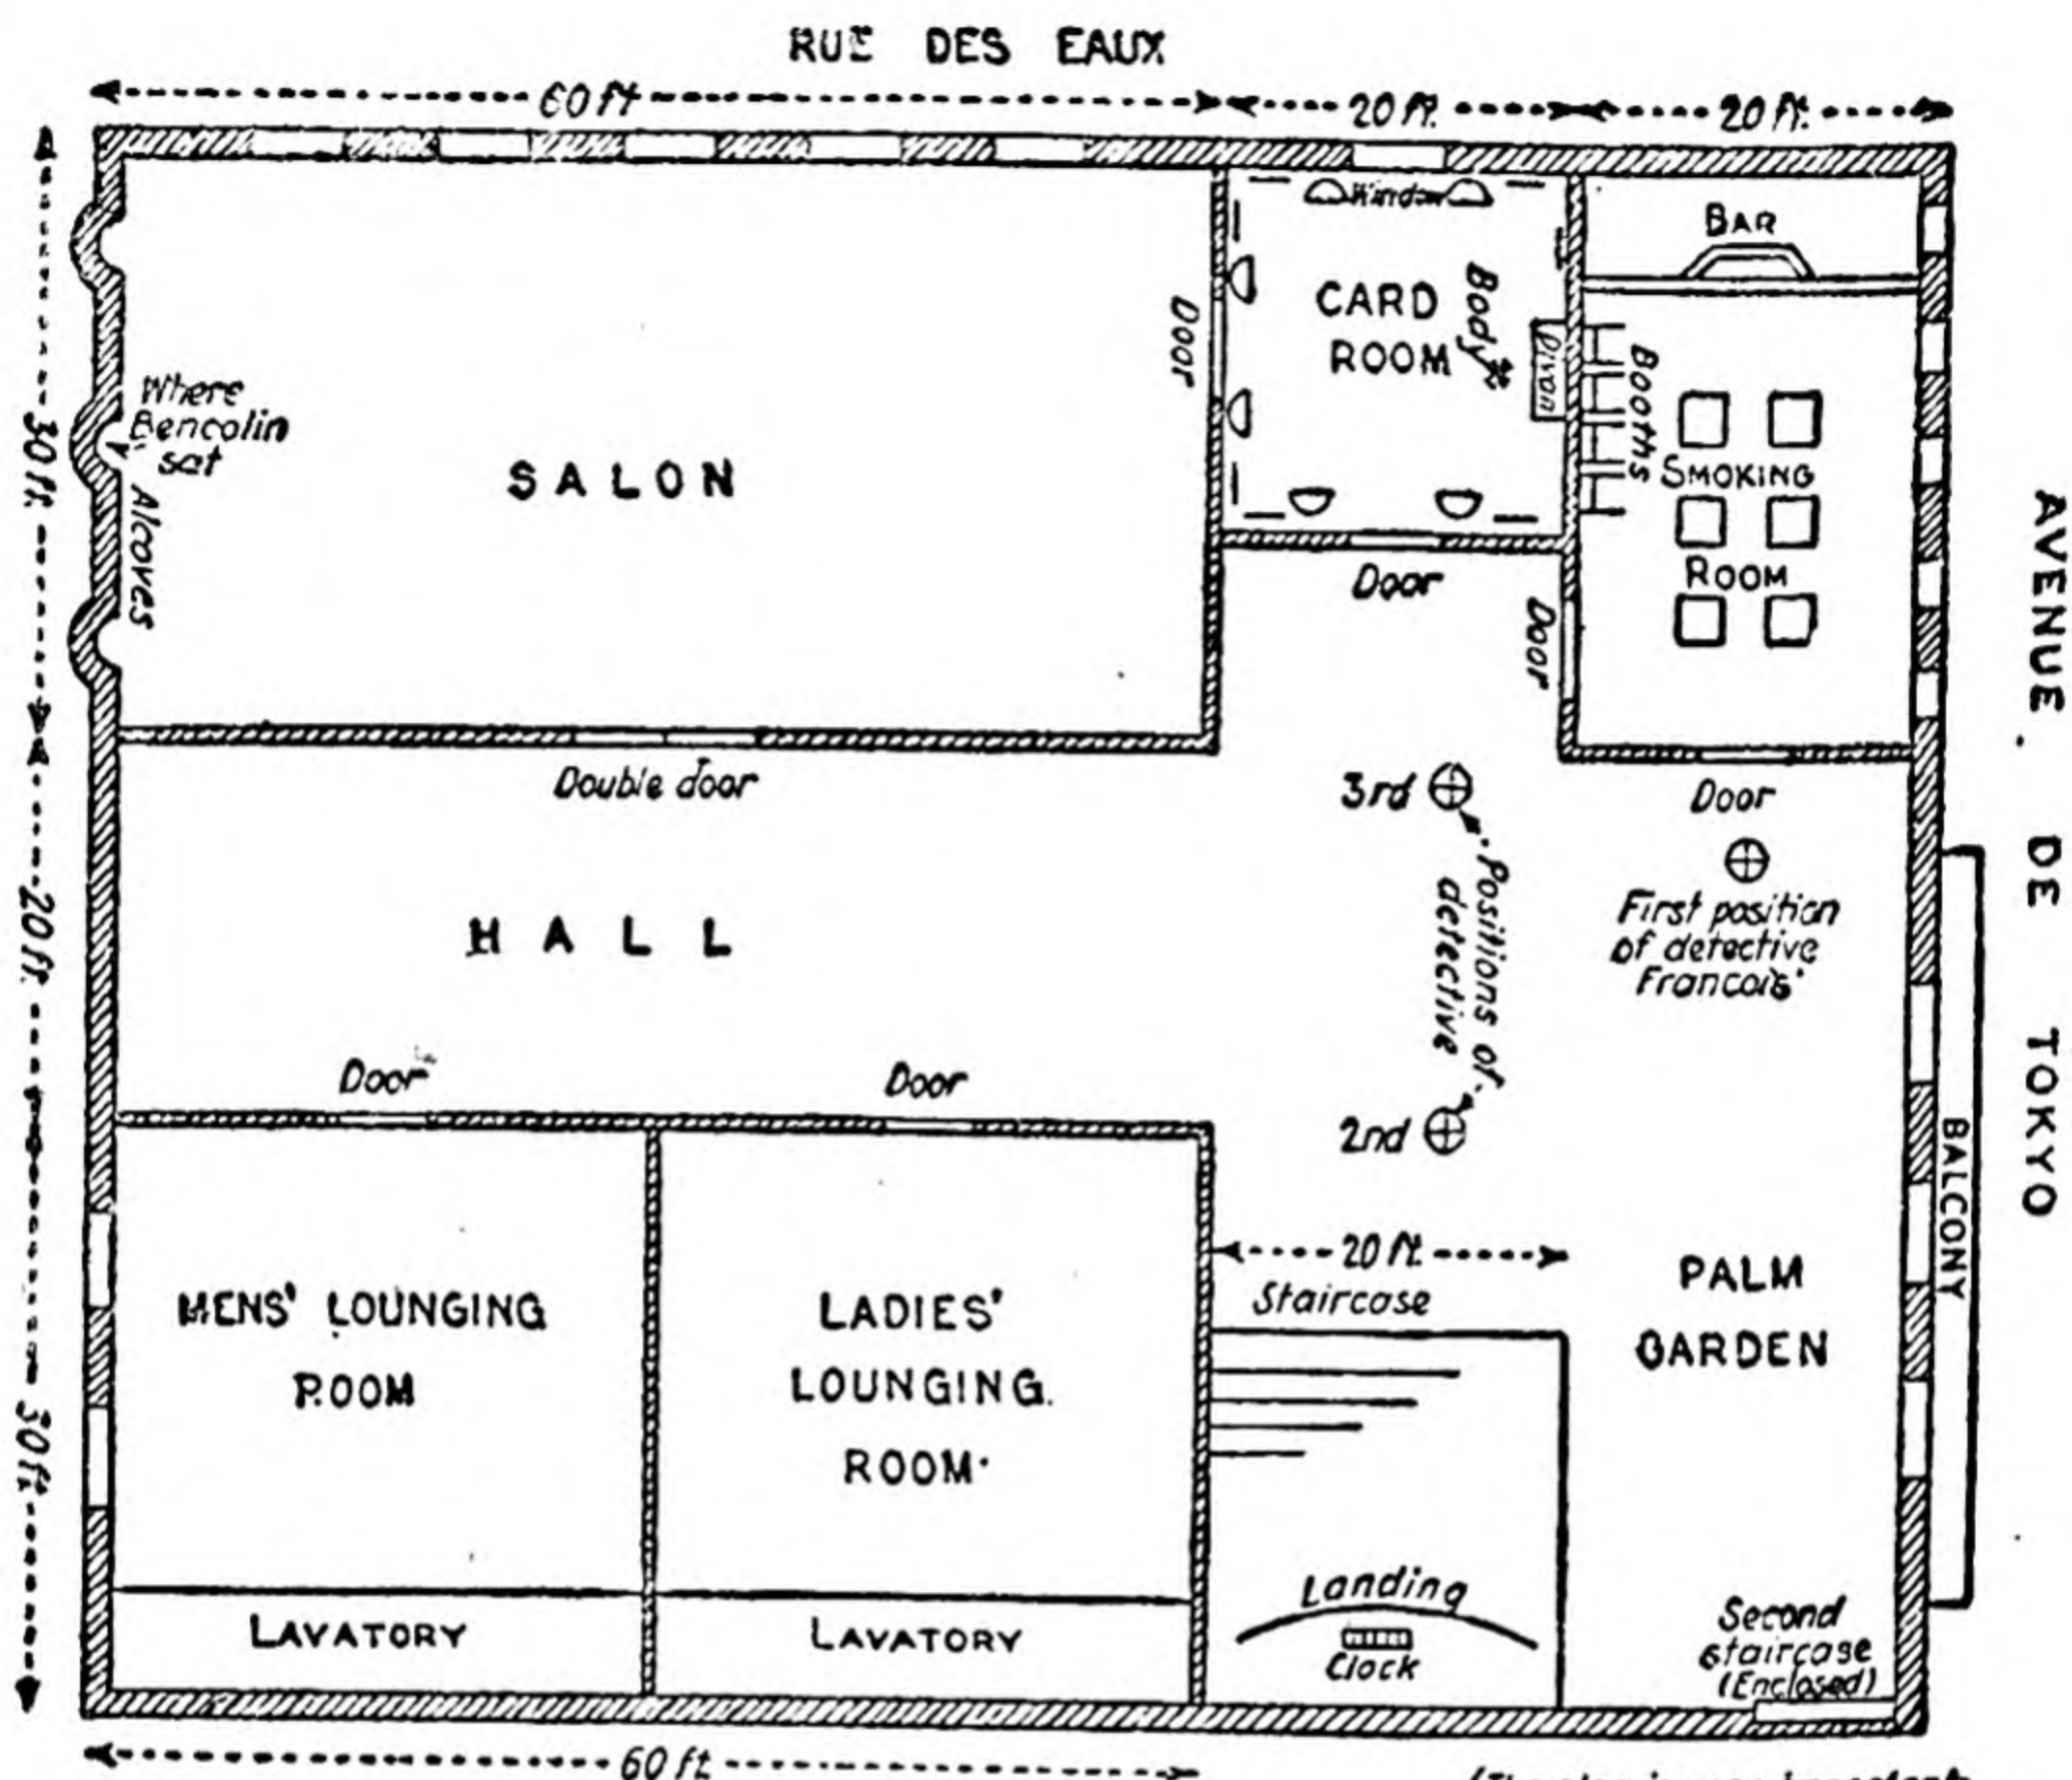 RUE DES EAUX
60 ft
20 ft.
20 ft.
30 ft.
Where
Bencolin
sat
Alcoves
SALON
Door
Window
CARD
ROOM
Body
Divan
Door
BAR
Booths
SMOKING
ROOM
Door
Door
Double door
20 ft.
HALL
3rd
Positions of
detective
2nd
First position
of detective
Francois'
AVENUE DE TOKYO
BALCONY
Door
Door
30 ft.
MENS' LOUNGING
ROOM
LADIES'
LOUNGING
ROOM
20 ft.
Staircase
PALM
GARDEN
LAVATORY
LAVATORY
Landing
Clock
Second
staircase
(Enclosed)
60 ft